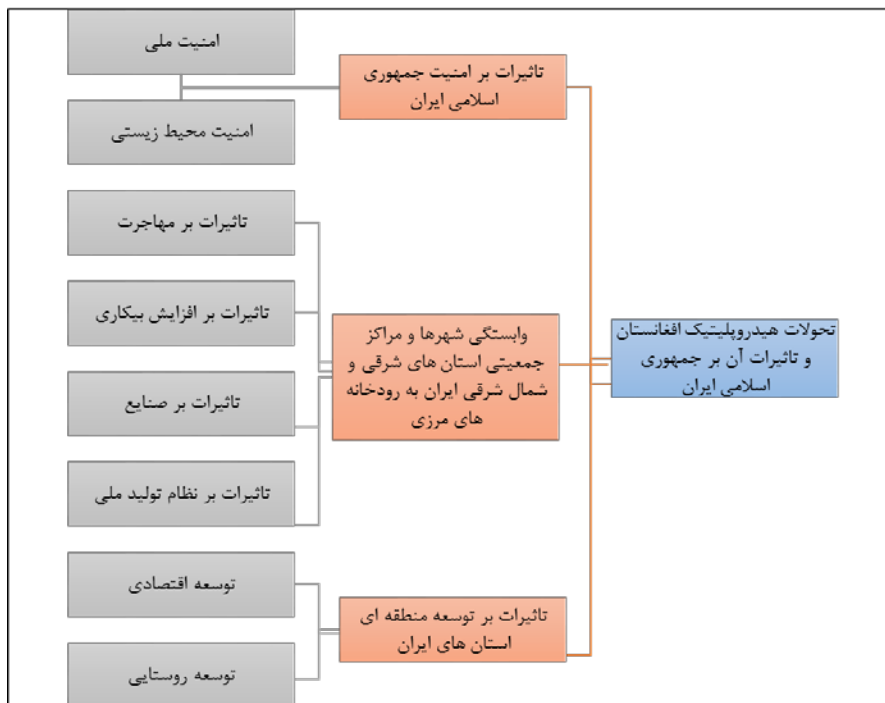 تحولات هیدروپلیتیک افغانستان
و تاثیرات آن بر جمهوری
اسلامی ایران
تاثیرات بر امنیت جمهوری
اسلامی ایران
امنیت ملی
امنیت محیط زیستی
وابستگی شهرها و مراکز
جمعیتی استان های شرقی و
شمال شرقی ایران به رودخانه
های مرزی
تاثیرات بر مهاجرت
تاثیرات بر افزایش بیکاری
تاثیرات بر صنایع
تاثیرات بر نظام تولید ملی
تاثیرات بر توسعه منطقه ای
استان های ایران
توسعه اقتصادی
توسعه روستایی